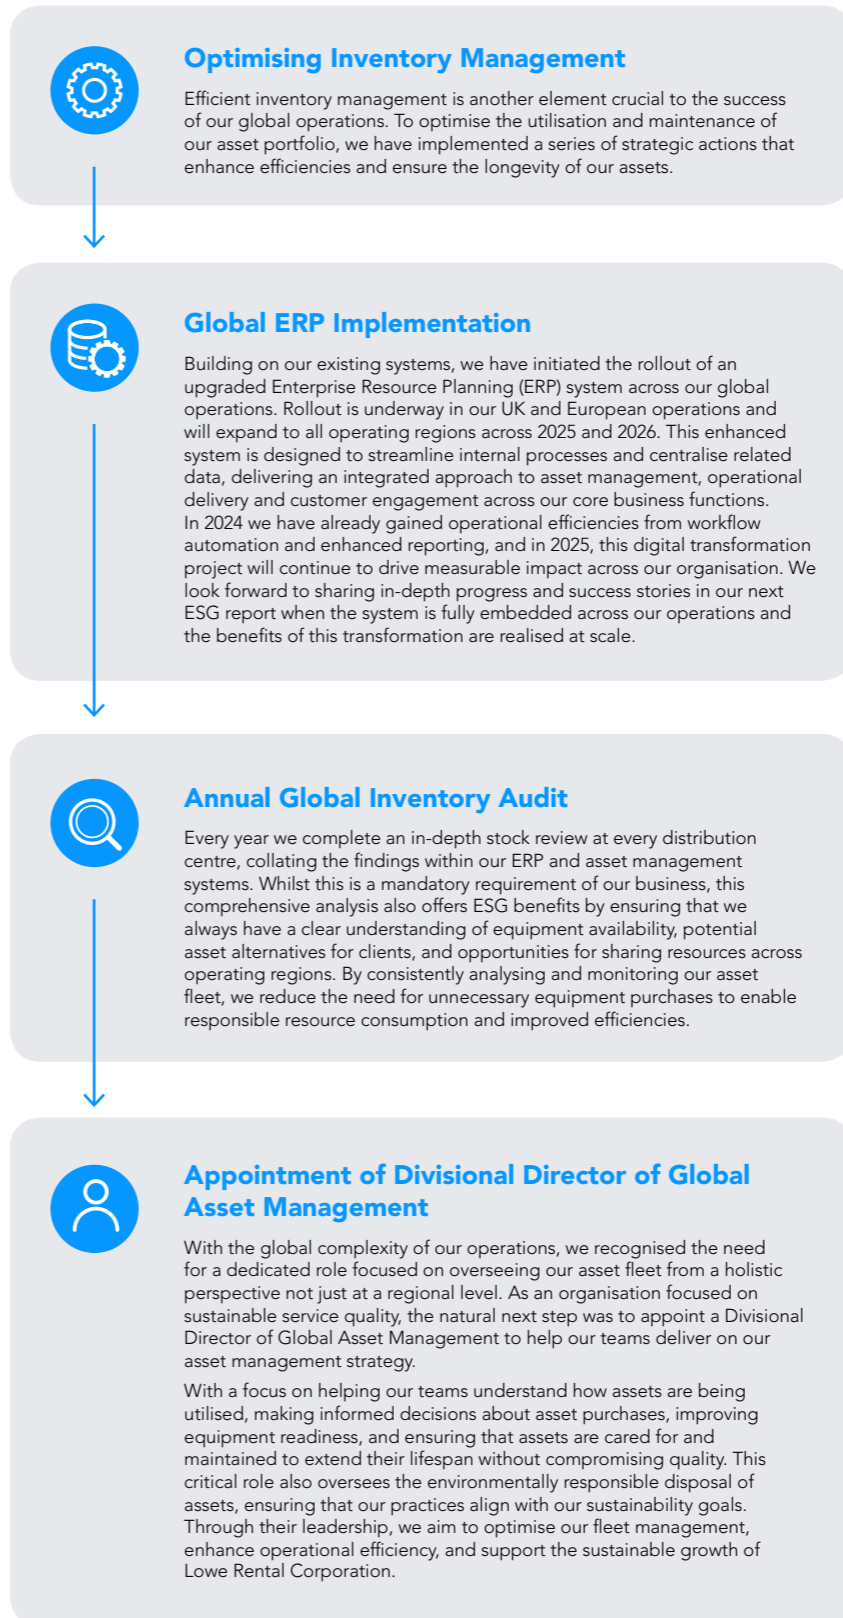 Optimising Inventory Management
Efficient inventory management is another element crucial to the success
of our global operations. To optimise the utilisation and maintenance of
our asset portfolio, we have implemented a series of strategic actions that
enhance efficiencies and ensure the longevity of our assets.
Global ERP Implementation
Building on our existing systems, we have initiated the rollout of an
upgraded Enterprise Resource Planning (ERP) system across our global
operations. Rollout is underway in our UK and European operations and
will expand to all operating regions across 2025 and 2026. This enhanced
system is designed to streamline internal processes and centralise related
data, delivering an integrated approach to asset management, operational
delivery and customer engagement across our core business functions.
In 2024 we have already gained operational efficiencies from workflow
automation and enhanced reporting, and in 2025, this digital transformation
project will continue to drive measurable impact across our organisation. We
look forward to sharing in-depth progress and success stories in our next
ESG report when the system is fully embedded across our operations and
the benefits of this transformation are realised at scale.
Annual Global Inventory Audit
Every year we complete an in-depth stock review at every distribution
centre, collating the findings within our ERP and asset management
systems. Whilst this is a mandatory requirement of our business, this
comprehensive analysis also offers ESG benefits by ensuring that we
always have a clear understanding of equipment availability, potential
asset alternatives for clients, and opportunities for sharing resources across
operating regions. By consistently analysing and monitoring our asset
fleet, we reduce the need for unnecessary equipment purchases to enable
responsible resource consumption and improved efficiencies.
Appointment of Divisional Director of Global
Asset Management
With the global complexity of our operations, we recognised the need
for a dedicated role focused on overseeing our asset fleet from a holistic
perspective not just at a regional level. As an organisation focused on
sustainable service quality, the natural next step was to appoint a Divisional
Director of Global Asset Management to help our teams deliver on our
asset management strategy.
With a focus on helping our teams understand how assets are being
utilised, making informed decisions about asset purchases, improving
equipment readiness, and ensuring that assets are cared for and
maintained to extend their lifespan without compromising quality. This
critical role also oversees the environmentally responsible disposal of
assets, ensuring that our practices align with our sustainability goals.
Through their leadership, we aim to optimise our fleet management,
enhance operational efficiency, and support the sustainable growth of
Lowe Rental Corporation.